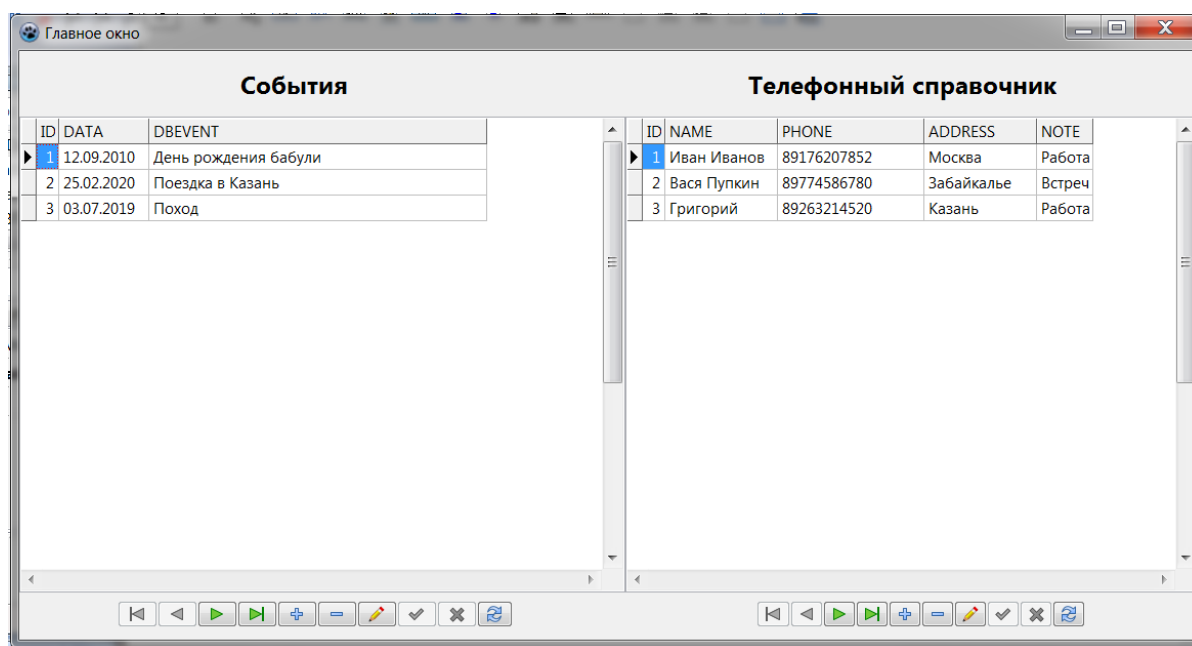 Главное окно
События
Телефонный справочник
ID DATA DBEVENT
1 12.09.2010 День рождения бабули
2 25.02.2020 Поездка в Казань
3 03.07.2019 Поход
ID NAME PHONE ADDRESS NOTE
1 Иван Иванов 89176207852 Москва Работа
2 Вася Пупкин 89774586780 Забайкалье Встреч
3 Григорий 89263214520 Казань Работа